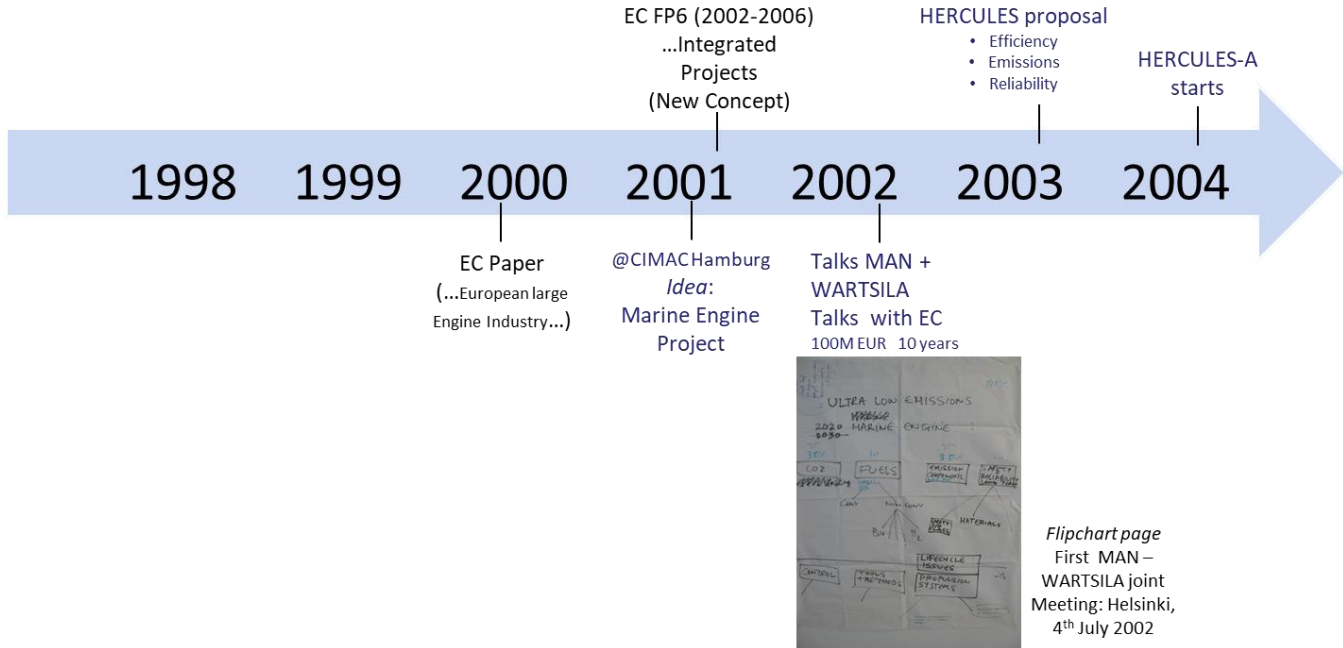 EC FP6 (2002-2006)
...Integrated
Projects
(New Concept)
HERCULES proposal
• Efficiency
• Emissions
• Reliability
HERCULES-A
starts
1998 1999 2000 2001 2002 2003 2004
EC Paper
(...European large
Engine Industry...)
@CIMAC Hamburg
Idea:
Marine Engine
Project
Talks MAN +
WARTSILA
Talks with EC
100M EUR 10 years
ULTRA LOW EMISSIONS
2020 MARINE ENGINE
2030
CO2 FUELS EMISSION SAFETY
RELIABILITY
MATERIALS
LIFECYCLE
ISSUES
CONTROL TOOLS PROPULSION
+ METHODS SYSTEMS
Flipchart page
First MAN –
WARTSILA joint
Meeting: Helsinki,
4th July 2002